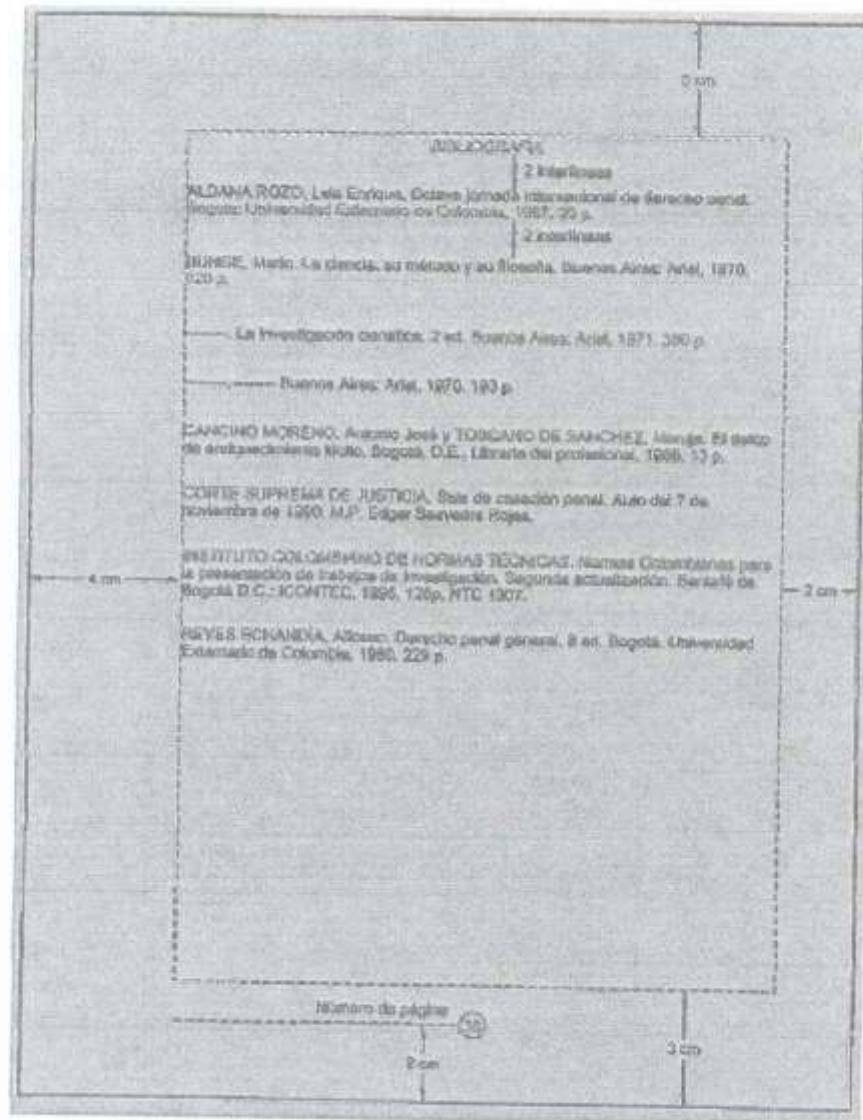 3 cm
BIBLIOGRAFÍA
2 interlíneas
ALDANA ROZO, Luis Enrique. Octava jornada internacional de derecho penal.
Bogotá: Universidad Externado de Colombia, 1987.
2 interlíneas
BUNGE, Mario. La ciencia, su método y su filosofía. Buenos Aires: Ariel, 1970.
p.
La investigación científica. 2 ed. Buenos Aires: Ariel, 1971. 380 p.
Buenos Aires: Ariel, 1970. 193 p.
CANCINO MORENO, Antonio José y TOSCANO DE SANCHEZ, El delito
de enriquecimiento ilícito. Bogotá, D.E., Librería del profesional, 1986. 13 p.
CORTE SUPREMA DE JUSTICIA, Sala de casación penal. Auto del 7 de
noviembre de 1990. M.P. Edgar Saavedra Rojas.
INSTITUTO COLOMBIANO DE NORMAS TÉCNICAS. Normas Colombianas para
la presentación de trabajos de investigación. Segunda actualización. Santafé de
Bogotá D.C.: ICONTEC, 1996. 126p. NTC 1307.
4 cm
2 cm
REYES ECHANDÍA, Alfonso. Derecho penal general. 8 ed. Bogotá. Universidad
Externado de Colombia, 1980. 229 p.
Número de página
2 cm
3 cm